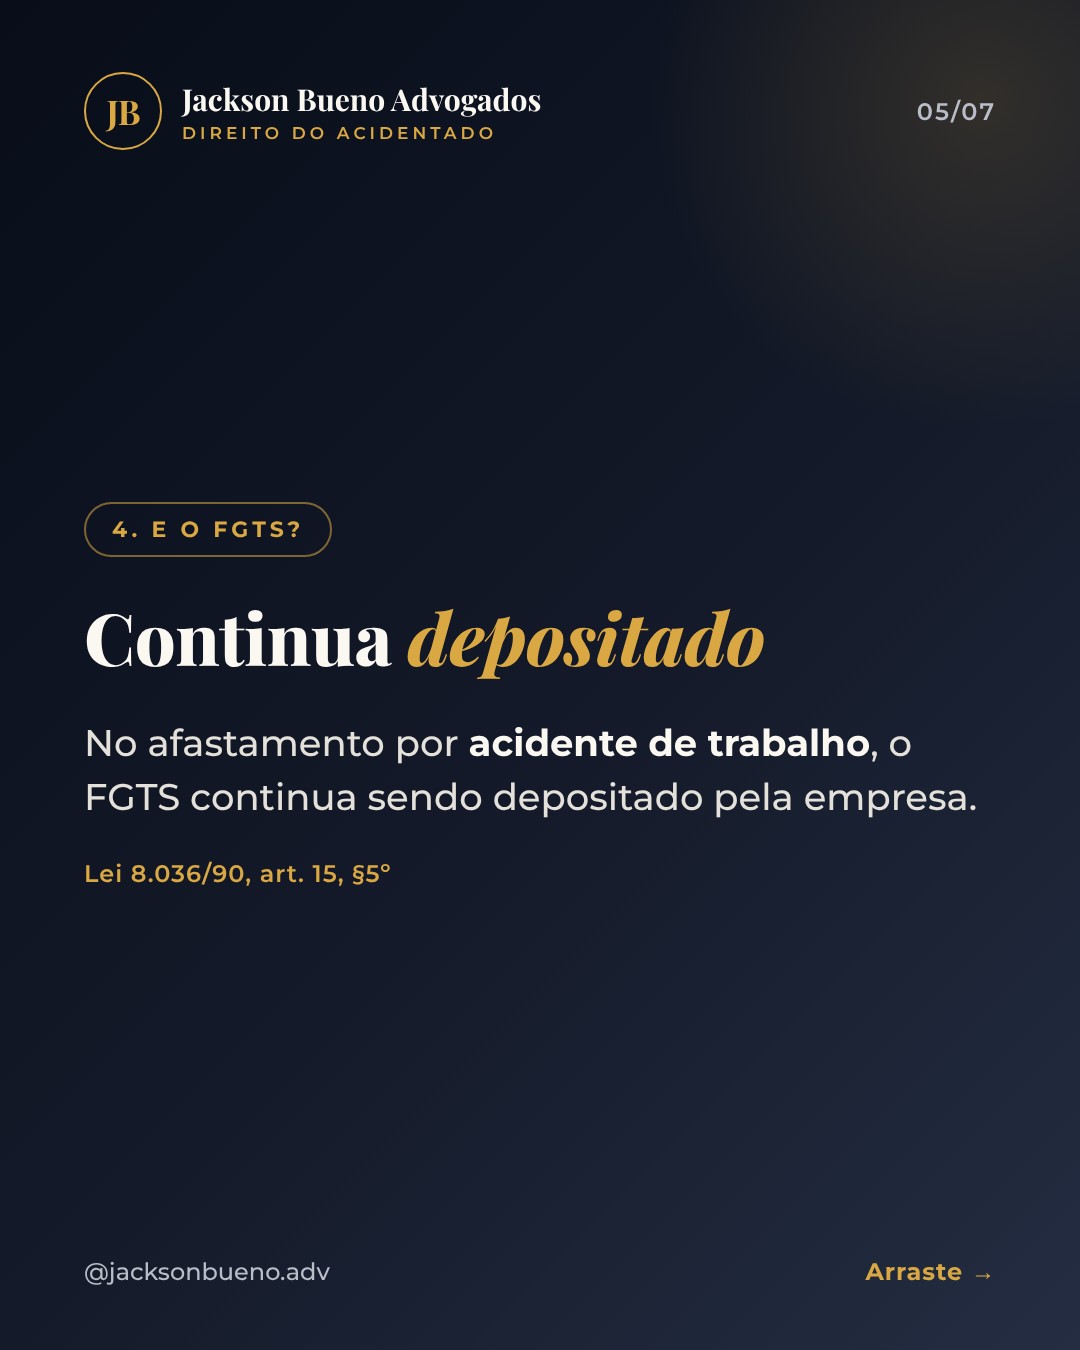 JB
Jackson Bueno Advogados
DIREITO DO ACIDENTADO
05/07
4. E O FGTS?
Continua depositado
No afastamento por acidente de trabalho, o
FGTS continua sendo depositado pela empresa.
Lei 8.036/90, art. 15, §5º
@jacksonbueno.adv
Arraste →